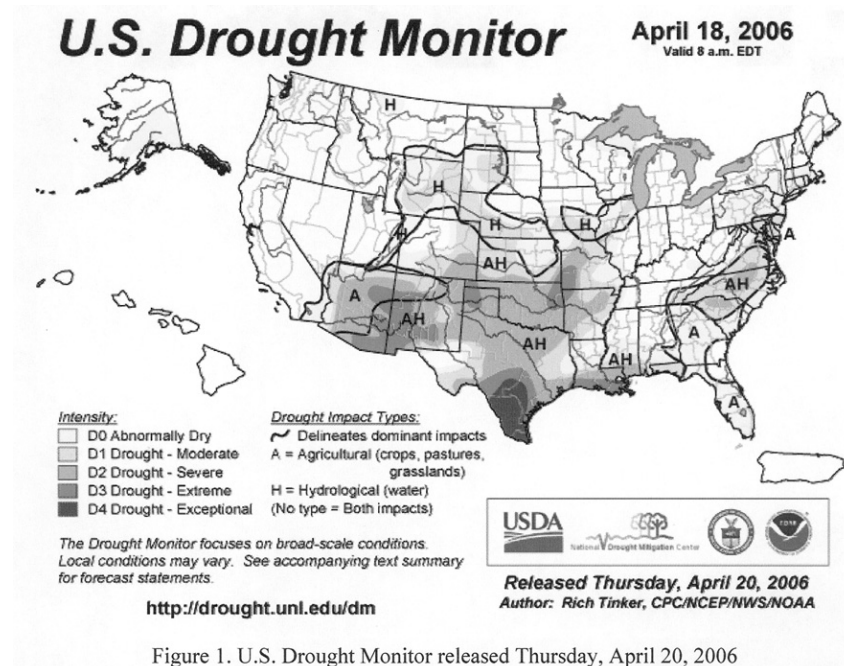 U.S. Drought Monitor
April 18, 2006
Valid 8 a.m. EDT
H
H
H
H
H
A
AH
AH
A
AH
AH
A
AH
A
Intensity:
D0 Abnormally Dry
D1 Drought - Moderate
D2 Drought - Severe
D3 Drought - Extreme
D4 Drought - Exceptional
Drought Impact Types:
Delineates dominant impacts
A = Agricultural (crops, pastures,
grasslands)
H = Hydrological (water)
(No type = Both impacts)
USDA
National Drought Mitigation Center
The Drought Monitor focuses on broad-scale conditions.
Local conditions may vary. See accompanying text summary
for forecast statements.
http://drought.unl.edu/dm
Released Thursday, April 20, 2006
Author: Rich Tinker, CPC/NCEP/NWS/NOAA
Figure 1. U.S. Drought Monitor released Thursday, April 20, 2006